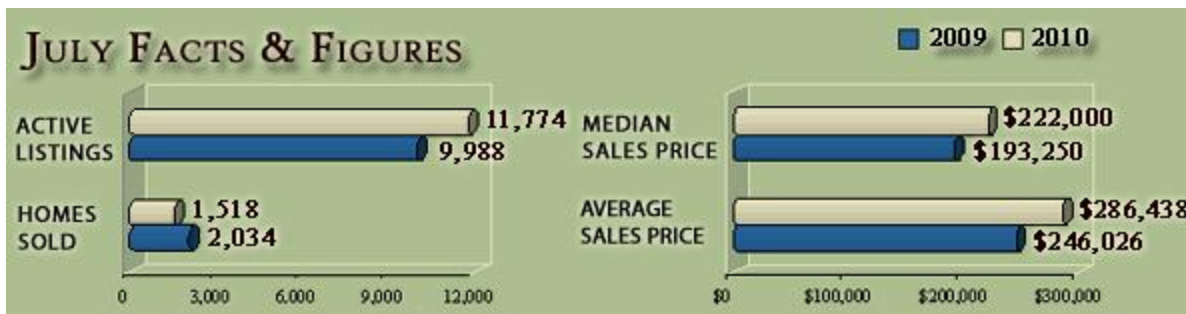 JULY FACTS & FIGURES
2009 2010
ACTIVE
LISTINGS
11,774
9,988
HOMES
SOLD
1,518
2,034
0 3,000 6,000 9,000 12,000
MEDIAN
SALES PRICE
$222,000
$193,250
AVERAGE
SALES PRICE
$286,438
$246,026
$0 $100,000 $200,000 $300,000